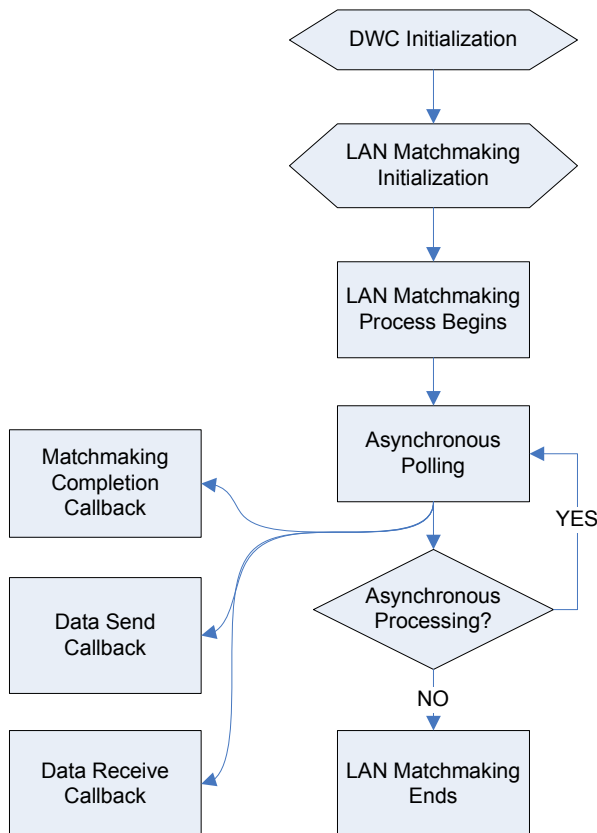 DWC Initialization
LAN Matchmaking
Initialization
LAN Matchmaking
Process Begins
Asynchronous
Polling
Matchmaking
Completion
Callback
YES
Asynchronous
Processing?
Data Send
Callback
NO
LAN Matchmaking
Ends
Data Receive
Callback